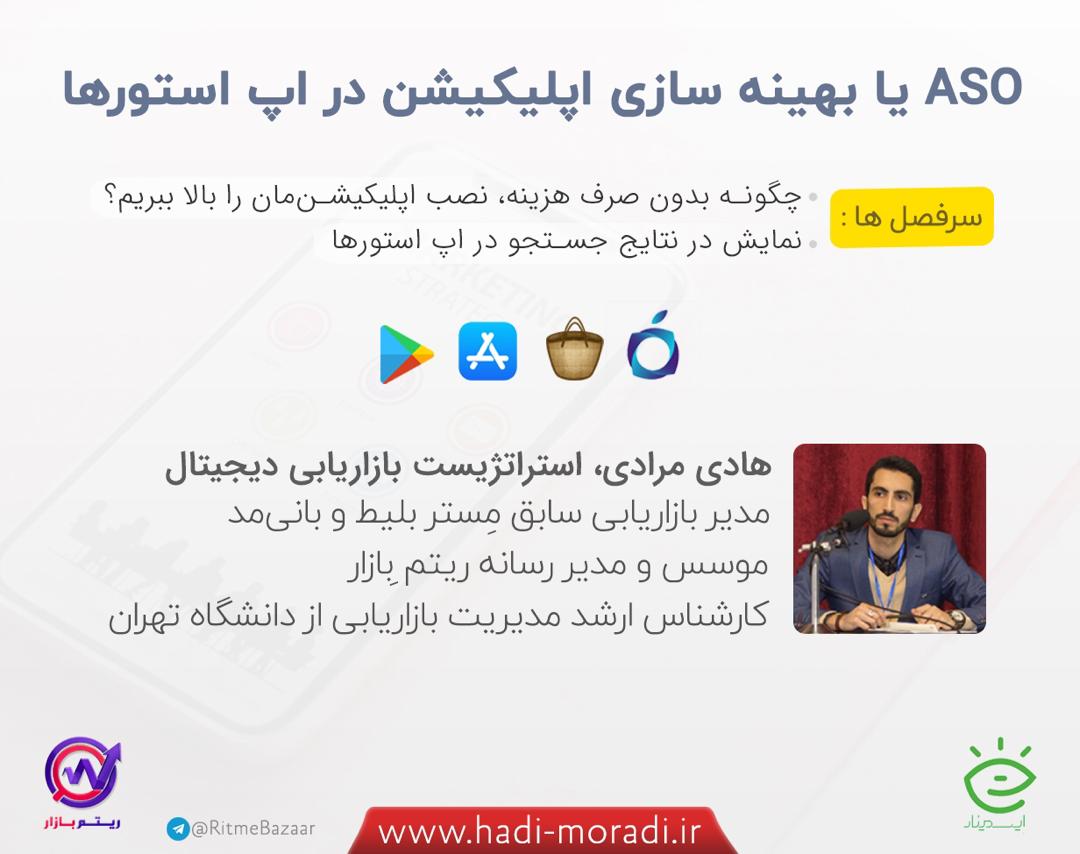 ASO یا بهینه سازی اپلیکیشن در اپ استورها
سرفصل ها :
چگونـه بدون صرف هزینه، نصب اپلیکیشـن‌مان را بالا ببریم؟
نمایش در نتایج جسـتجو در اپ استورها
هادی مرادی، استراتژیست بازاریابی دیجیتال
مدیر بازاریابی سابق مِستر بلیط و بانی‌مد
موسس و مدیر رسانه ریتم بِازار
کارشناس ارشد مدیریت بازاریابی از دانشگاه تهران
ریتم بازار
@RitmeBazaar
www.hadi-moradi.ir
ایسمینار